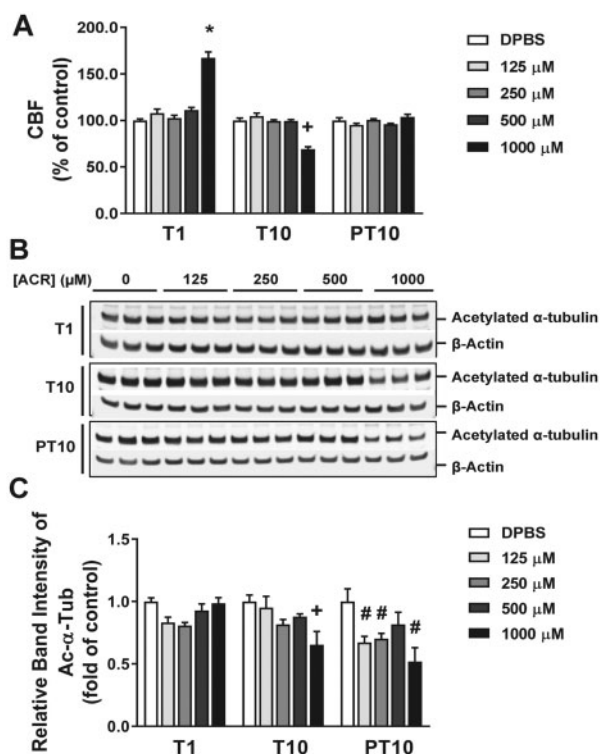 A
CBF
(% of control)
200.0
150.0
100.0
50.0
0.0
*
+
T1 T10 PT10
DPBS
125 μM
250 μM
500 μM
1000 μM
B
[ACR] (μM) 0 125 250 500 1000
T1
Acetylated α-tubulin
β-Actin
T10
Acetylated α-tubulin
β-Actin
PT10
Acetylated α-tubulin
β-Actin
C
Relative Band Intensity of
Ac-α-Tub
(fold of control)
1.5
1.0
0.5
0.0
+
# # #
T1 T10 PT10
DPBS
125 μM
250 μM
500 μM
1000 μM